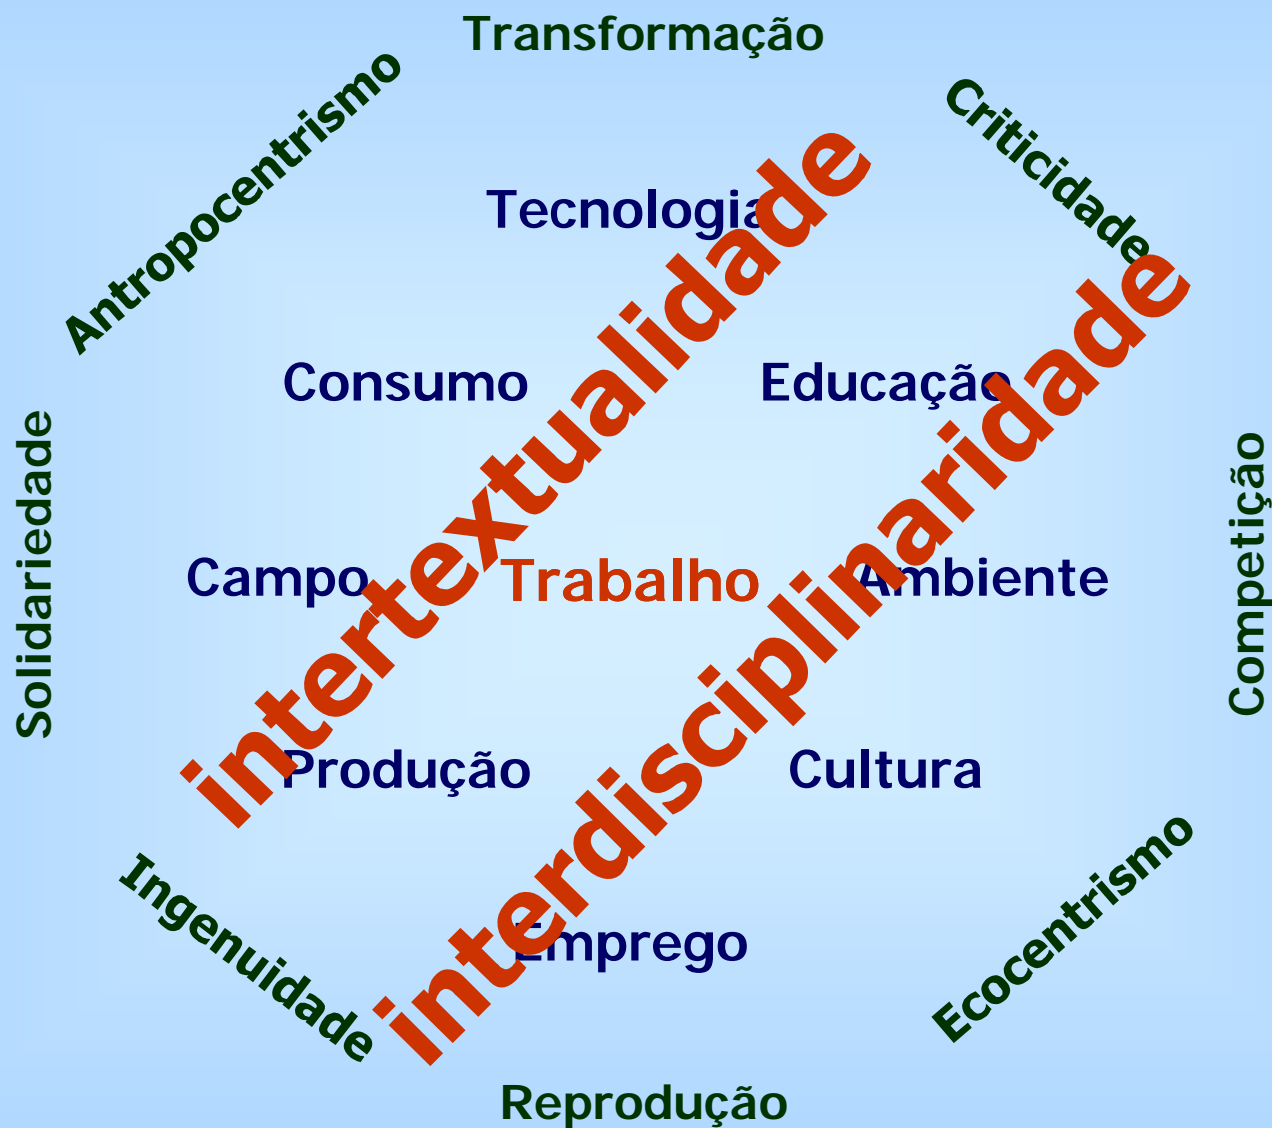 Transformação
Antropocentrismo
Criticidade
Tecnologia
intertextualidade
Consumo
Educação
interdisciplinaridade
Solidariedade
Campo
Trabalho
Ambiente
Competição
Produção
Cultura
Ingenuidade
Emprego
Ecocentrismo
Reprodução